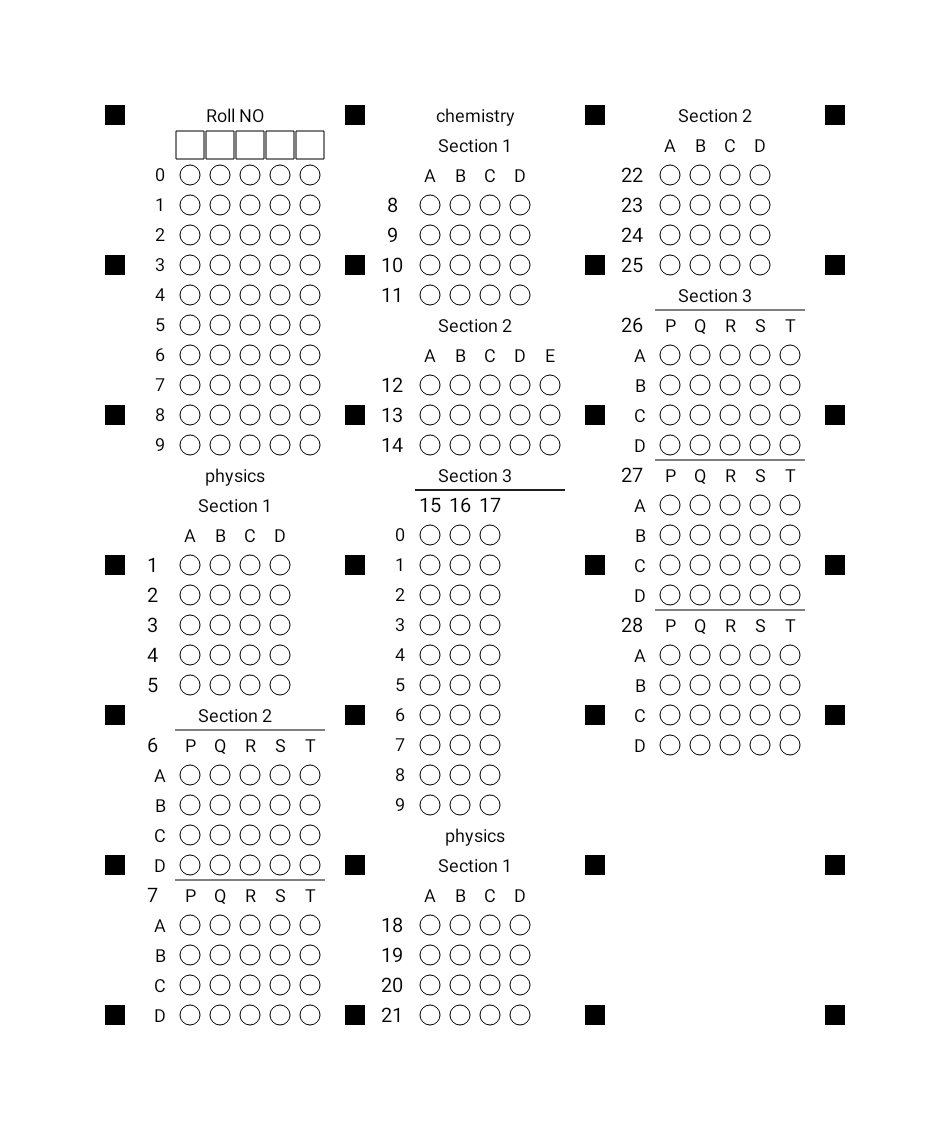 Roll NO
0
1
2
3
4
5
6
7
8
9
physics
Section 1
A B C D
1
2
3
4
5
Section 2
6 P Q R S T
A
B
C
D
7 P Q R S T
A
B
C
D
chemistry
Section 1
A B C D
8
9
10
11
Section 2
A B C D E
12
13
14
Section 3
15 16 17
0
1
2
3
4
5
6
7
8
9
physics
Section 1
A B C D
18
19
20
21
Section 2
A B C D
22
23
24
25
Section 3
26 P Q R S T
A
B
C
D
27 P Q R S T
A
B
C
D
28 P Q R S T
A
B
C
D